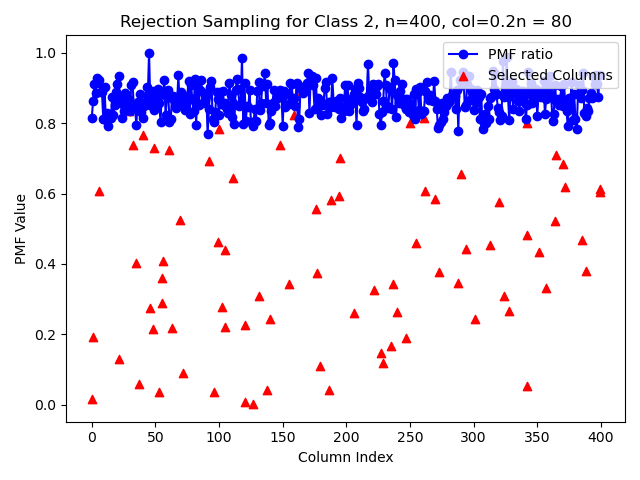 Rejection Sampling for Class 2, n=400, col=0.2n = 80
PMF ratio
Selected Columns
1.0
0.8
0.6
0.4
0.2
0.0
PMF Value
0 50 100 150 200 250 300 350 400
Column Index